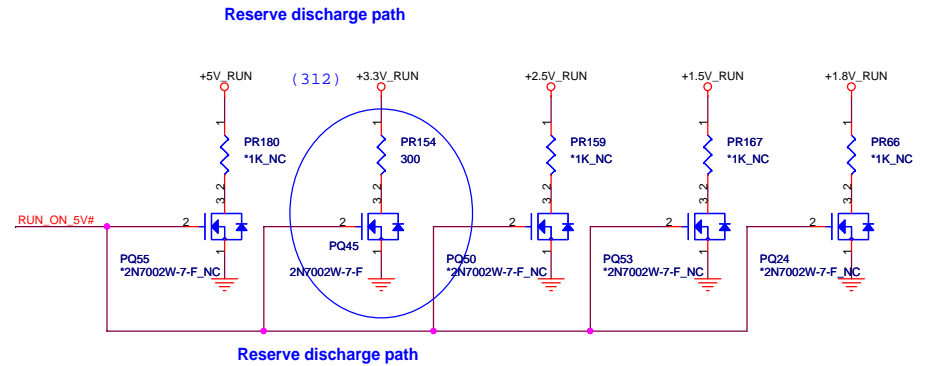 Reserve discharge path
+5V_RUN
(312)
+3.3V_RUN
+2.5V_RUN
+1.5V_RUN
+1.8V_RUN
1
1
1
1
1
PR180
*1K_NC
PR154
300
PR159
*1K_NC
PR167
*1K_NC
PR66
*1K_NC
3 2
3 2
3 2
3 2
3 2
RUN_ON_5V#
2
2
2
2
2
1
1
1
1
1
PQ55
*2N7002W-7-F_NC
PQ45
2N7002W-7-F
PQ50
*2N7002W-7-F_NC
PQ53
*2N7002W-7-F_NC
PQ24
*2N7002W-7-F_NC
Reserve discharge path